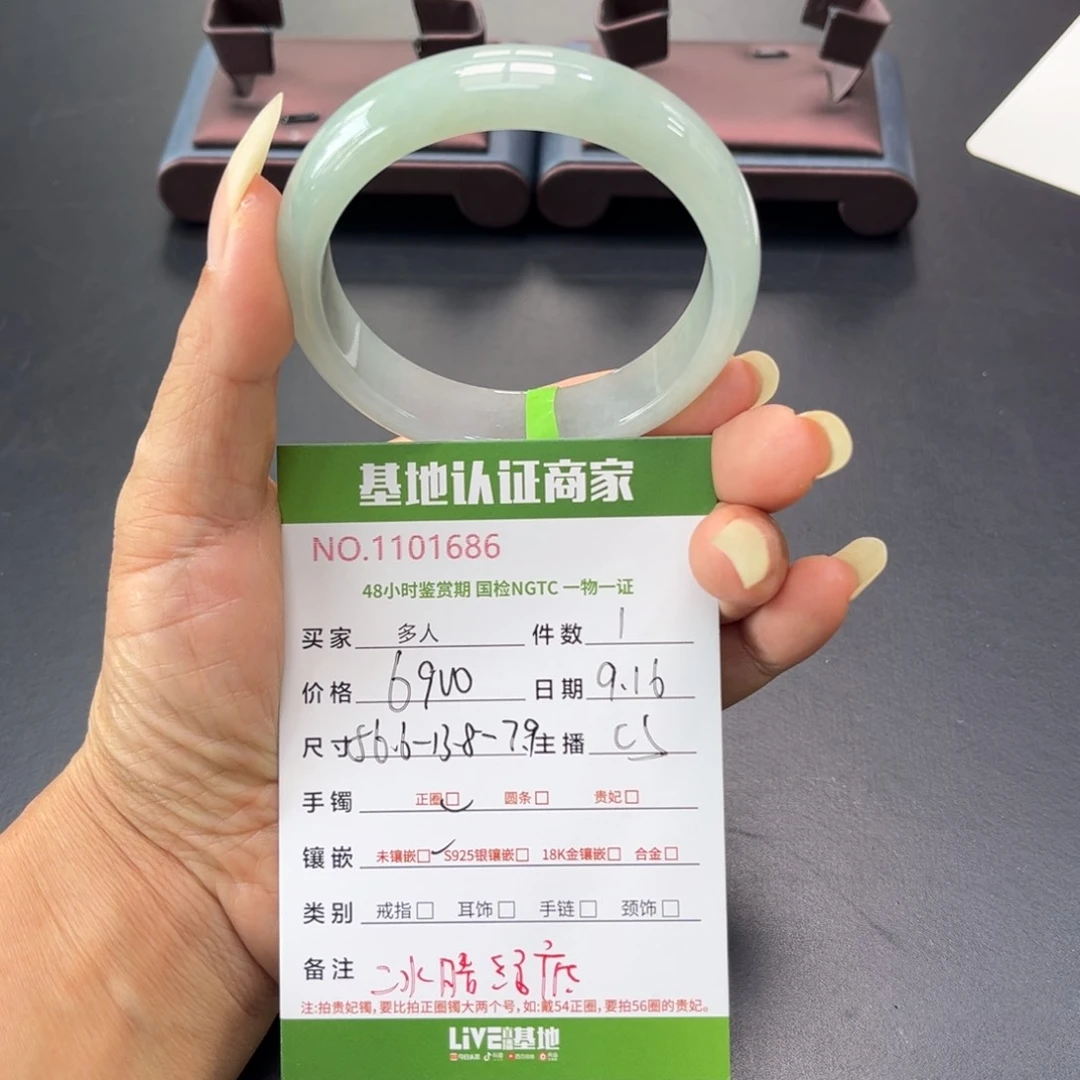 基地认证商家
NO.1101686
48小时鉴赏期 国检NGTC 一物一证
买家 多人 件数 1
价格 6900 日期 9.16
尺寸 56.6-13.8-7.9 主播 CS
手镯 正圈□ 圆条□ 贵妃□
镶嵌 未镶嵌□ S925银镶嵌□ 18K金镶嵌□ 合金□
类别 戒指□ 耳饰□ 手链□ 颈饰□
备注 冰晴
注:拍贵妃镯,要比拍正圈镯大两个号,如:戴54正圈,要拍56圈的贵妃。
LiVE 基地